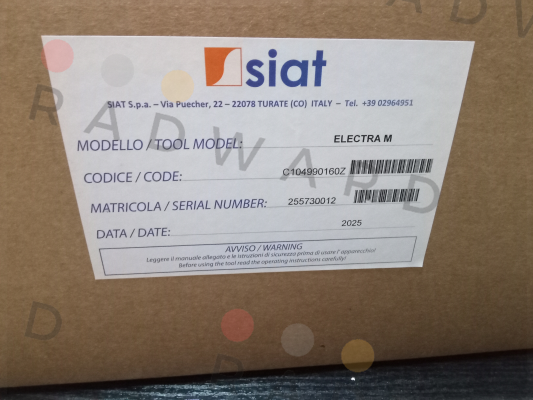 siat
SIAT S.p.a. – Via Puecher, 22 – 22078 TURATE (CO) ITALY – Tel. +39 02964951
MODELLO / TOOL MODEL: ELECTRA M
CODICE / CODE: C104990160Z
MATRICOLA / SERIAL NUMBER: 255730012
DATA / DATE: 2025
AVVISO / WARNING
Leggere il manuale allegato e le istruzioni di sicurezza prima di usare l' apparecchio!
Before using the tool read the operating instructions carefully!
RADWARD
RADWARD
D